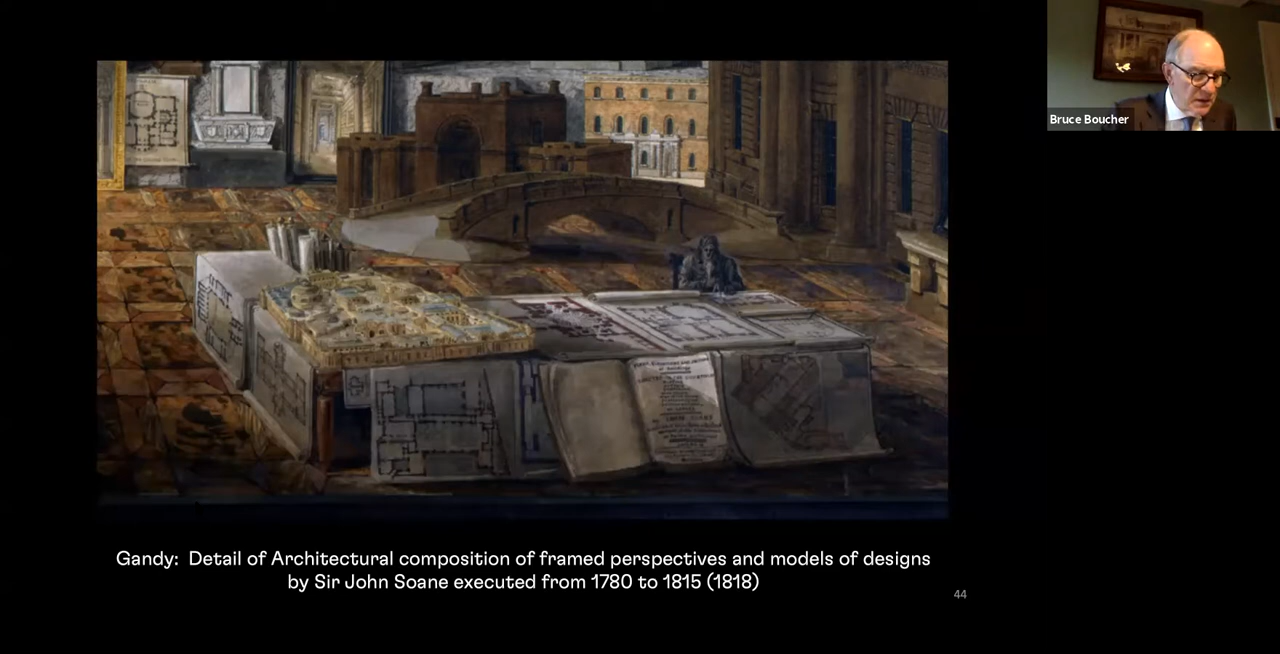 Bruce Boucher
Gandy: Detail of Architectural composition of framed perspectives and models of designs
by Sir John Soane executed from 1780 to 1815 (1818)
44